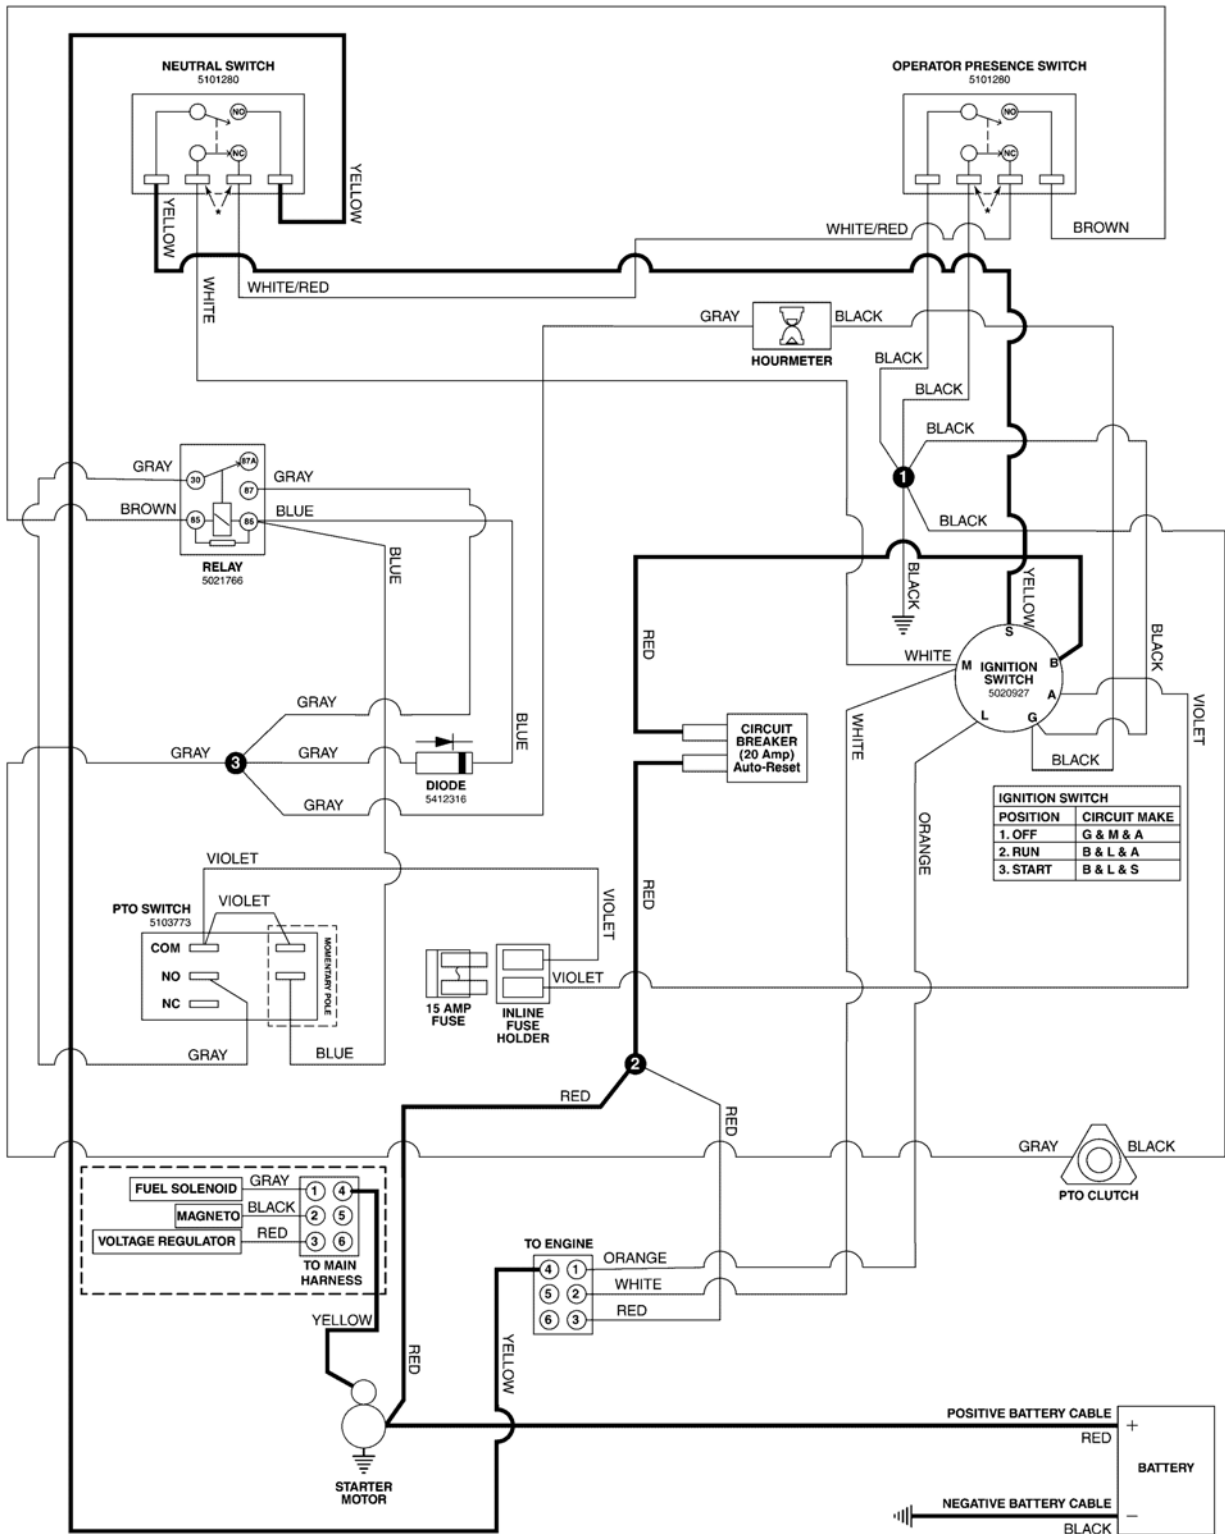 NEUTRAL SWITCH
5101280
OPERATOR PRESENCE SWITCH
5101280
NO
NC
*
YELLOW
YELLOW
NO
NC
*
WHITE/RED
BROWN
WHITE
WHITE/RED
GRAY
BLACK
HOURMETER
BLACK
BLACK
BLACK
1
BLACK
BLACK
GRAY
30
87A
87
GRAY
BROWN
85
86
BLUE
BLUE
RELAY
5021766
RED
YELLOW
S
WHITE
M
IGNITION
SWITCH
5020927
B
A
L
G
BLACK
VIOLET
WHITE
BLACK
GRAY
GRAY
3
GRAY
GRAY
BLUE
DIODE
5412316
CIRCUIT
BREAKER
(20 Amp)
Auto-Reset
ORANGE
IGNITION SWITCH
POSITION CIRCUIT MAKE
1. OFF G & M & A
2. RUN B & L & A
3. START B & L & S
VIOLET
VIOLET
RED
PTO SWITCH
5103773
VIOLET
COM
NO
NC
MOMENTARY POLE
VIOLET
15 AMP
FUSE
INLINE
FUSE
HOLDER
GRAY
BLUE
2
RED
RED
GRAY
BLACK
PTO CLUTCH
FUEL SOLENOID
GRAY
1
4
MAGNETO
BLACK
2
5
VOLTAGE REGULATOR
RED
3
6
TO MAIN
HARNESS
TO ENGINE
4
1
ORANGE
5
2
WHITE
6
3
RED
YELLOW
RED
YELLOW
STARTER
MOTOR
POSITIVE BATTERY CABLE
RED
+
BATTERY
NEGATIVE BATTERY CABLE
BLACK
−